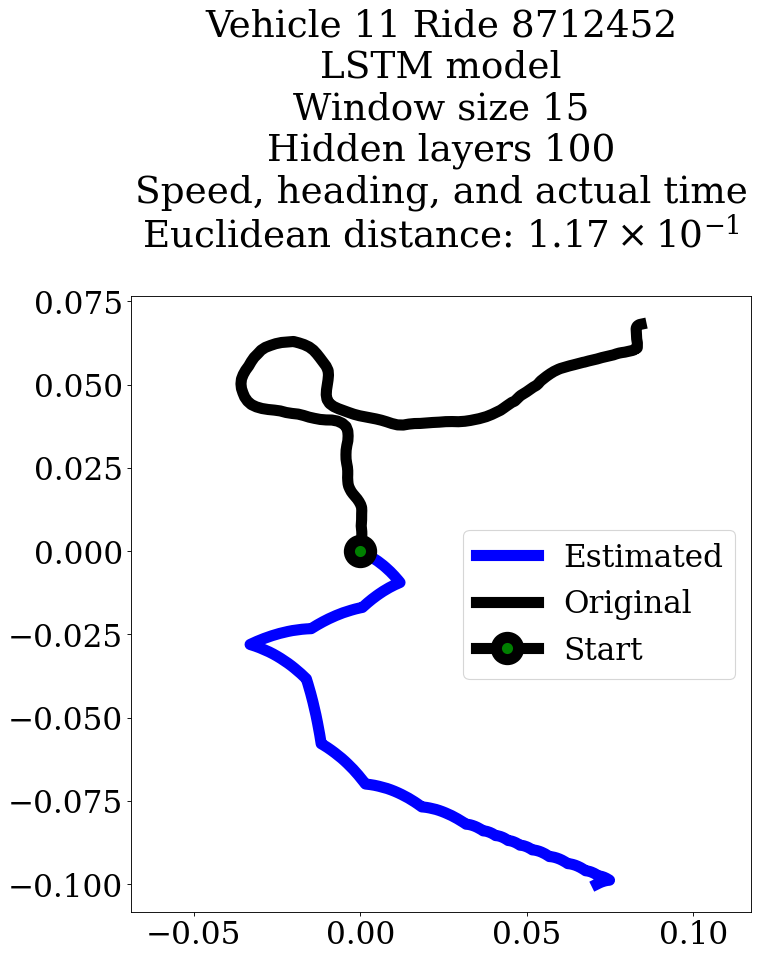 Vehicle 11 Ride 8712452
LSTM model
Window size 15
Hidden layers 100
Speed, heading, and actual time
Euclidean distance: 1.17 × 10⁻¹
0.075
0.050
0.025
0.000
−0.025
−0.050
−0.075
−0.100
Estimated
Original
Start
−0.05 0.00 0.05 0.10